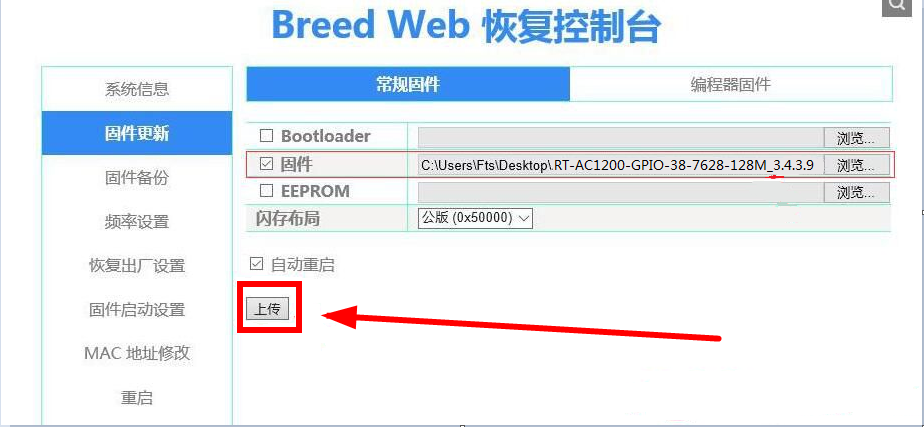 Breed Web 恢复控制台
系统信息
固件更新
固件备份
频率设置
恢复出厂设置
固件启动设置
MAC 地址修改
重启
常规固件
编程器固件
Bootloader
浏览...
固件
C:\Users\Fts\Desktop\.RT-AC1200-GPIO-38-7628-128M_3.4.3.9
浏览...
EEPROM
浏览...
闪存布局
公版 (0x50000)
自动重启
上传